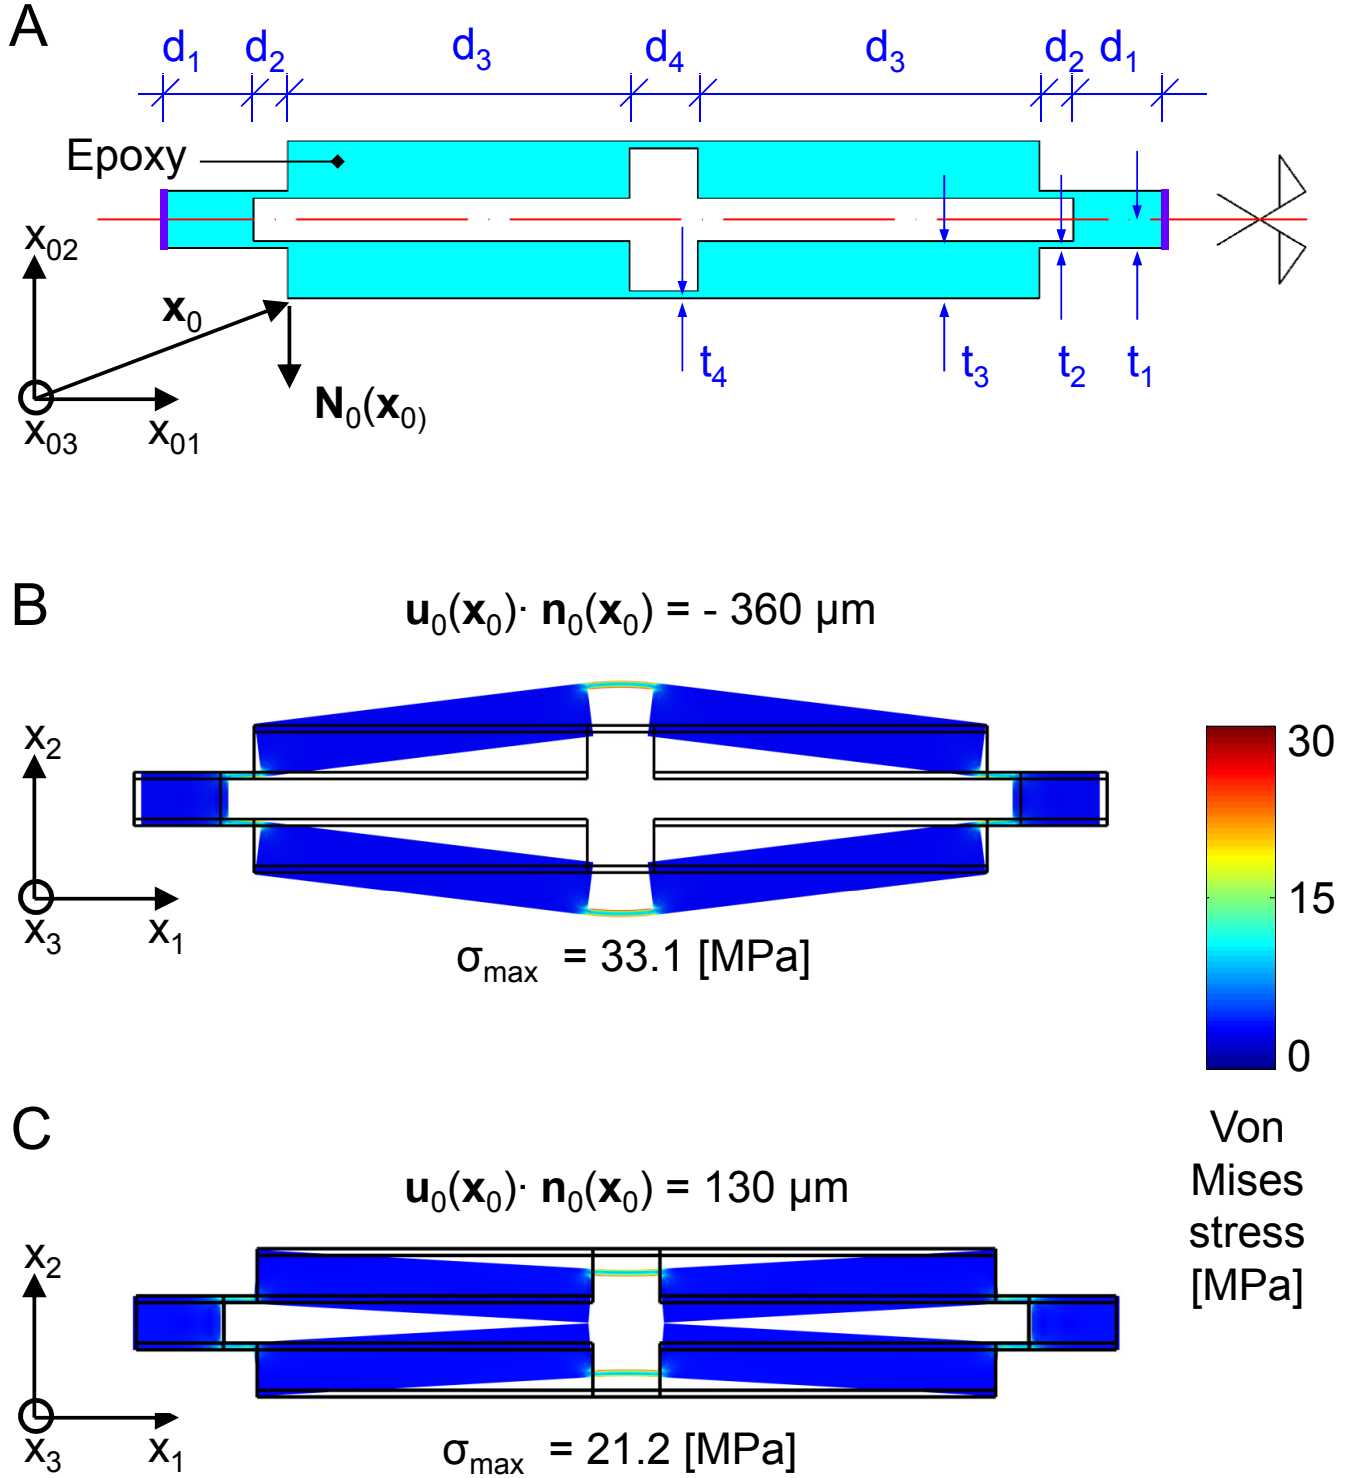 A
d1 d2 d3 d4 d3 d2 d1
Epoxy
x02
x0
t4 t3 t2 t1
N0(x0)
x03 x01
B
u0(x0)· n0(x0) = - 360 µm
x2
30
15
x3 x1
σmax = 33.1 [MPa]
0
C
Von
Mises
stress
[MPa]
u0(x0)· n0(x0) = 130 µm
x2
x3 x1
σmax = 21.2 [MPa]